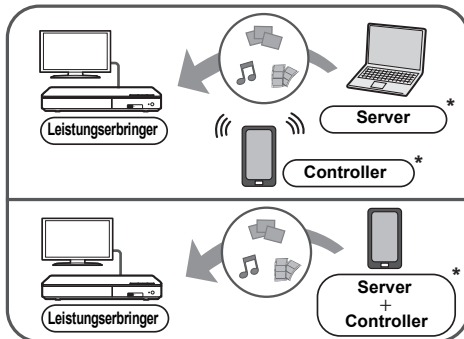 Leistungserbringer
Server *
Controller *
Leistungserbringer
Server *
+
Controller